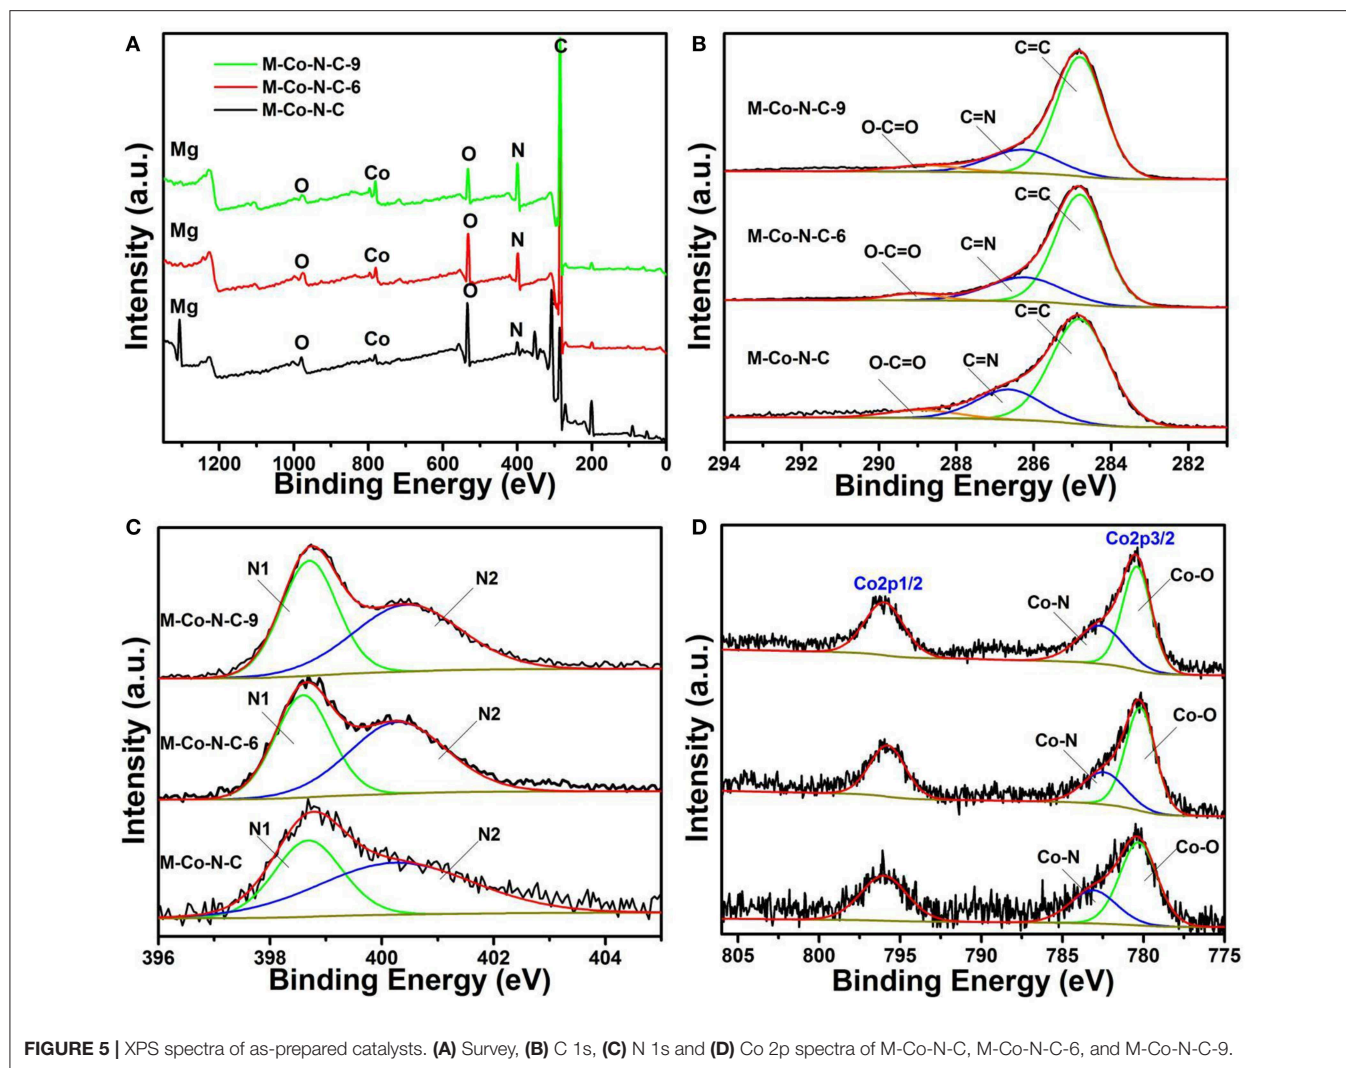 A
Intensity (a.u.)
M-Co-N-C-9
M-Co-N-C-6
M-Co-N-C
C
Mg
O
Co
O
N
Mg
O
Co
O
N
Mg
O
Co
O
N
1200 1000 800 600 400 200 0
Binding Energy (eV)
B
Intensity (a.u.)
C=C
M-Co-N-C-9
O-C=O
C=N
C=C
M-Co-N-C-6
O-C=O
C=N
C=C
M-Co-N-C
O-C=O
C=N
294 292 290 288 286 284 282
Binding Energy (eV)
C
Intensity (a.u.)
N1
N2
M-Co-N-C-9
N1
N2
M-Co-N-C-6
N1
N2
M-Co-N-C
396 398 400 402 404
Binding Energy (eV)
D
Intensity (a.u.)
Co2p3/2
Co2p1/2
Co-N
Co-O
Co-N
Co-O
Co-N
Co-O
805 800 795 790 785 780 775
Binding Energy (eV)
FIGURE 5 | XPS spectra of as-prepared catalysts. (A) Survey, (B) C 1s, (C) N 1s and (D) Co 2p spectra of M-Co-N-C, M-Co-N-C-6, and M-Co-N-C-9.